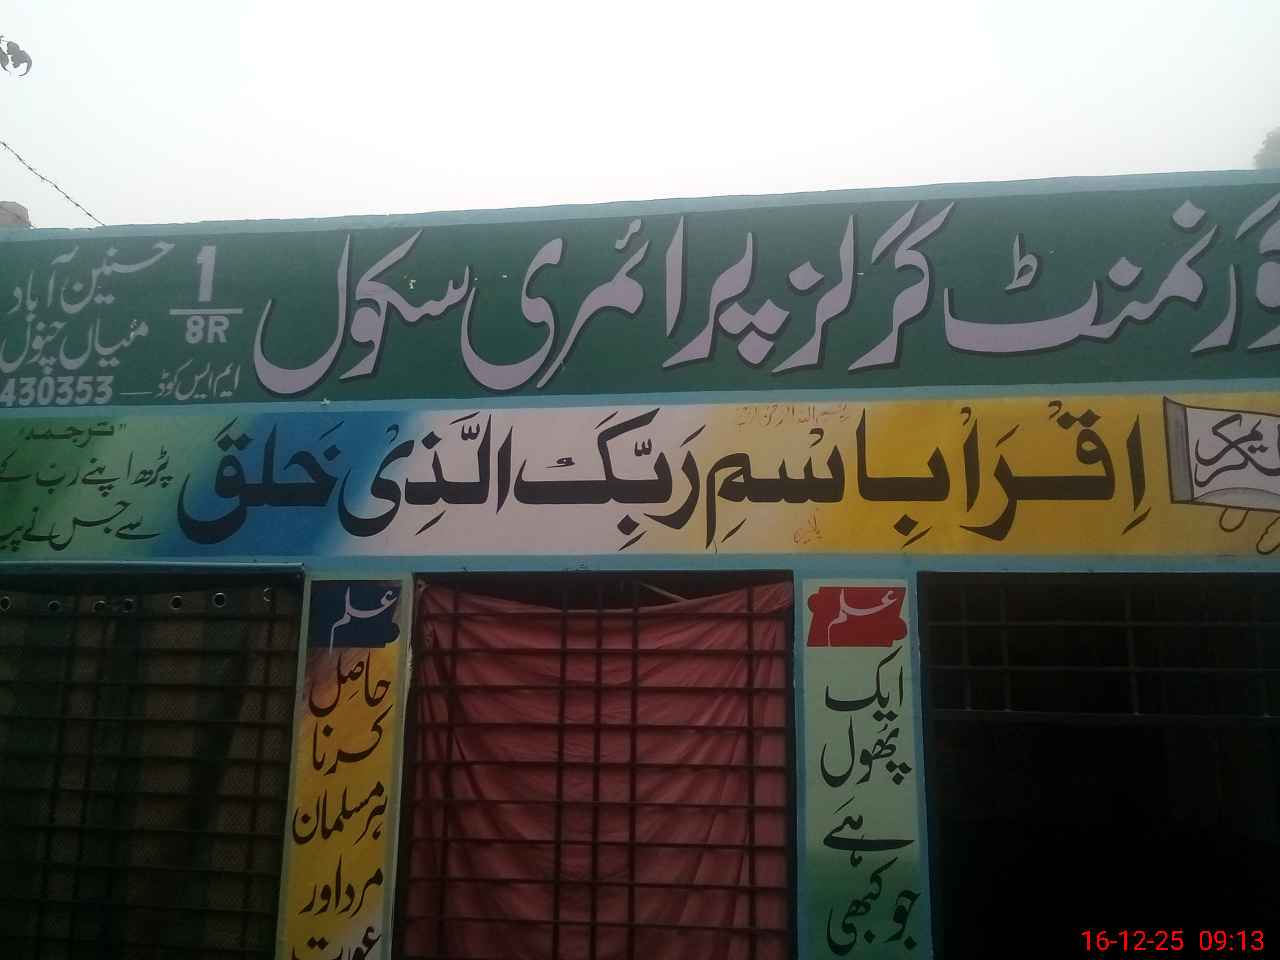 گورنمنٹ گرلز پرائمری سکول
1
8R
حسنین آباد
میاں چنوں
ایم ایس کوڈ — 430353
اِقْرَاْ بِاسْمِ رَبِّكَ الَّذِىْ خَلَقَ
"ترجمہ"
پڑھ اپنے رب کے
سے جس نے
علم
حاصل
کرنا
ہر مسلمان
مرد اور
عورت
علم
ایک
پھول
ہے
جو کبھی
16-12-25 09:13